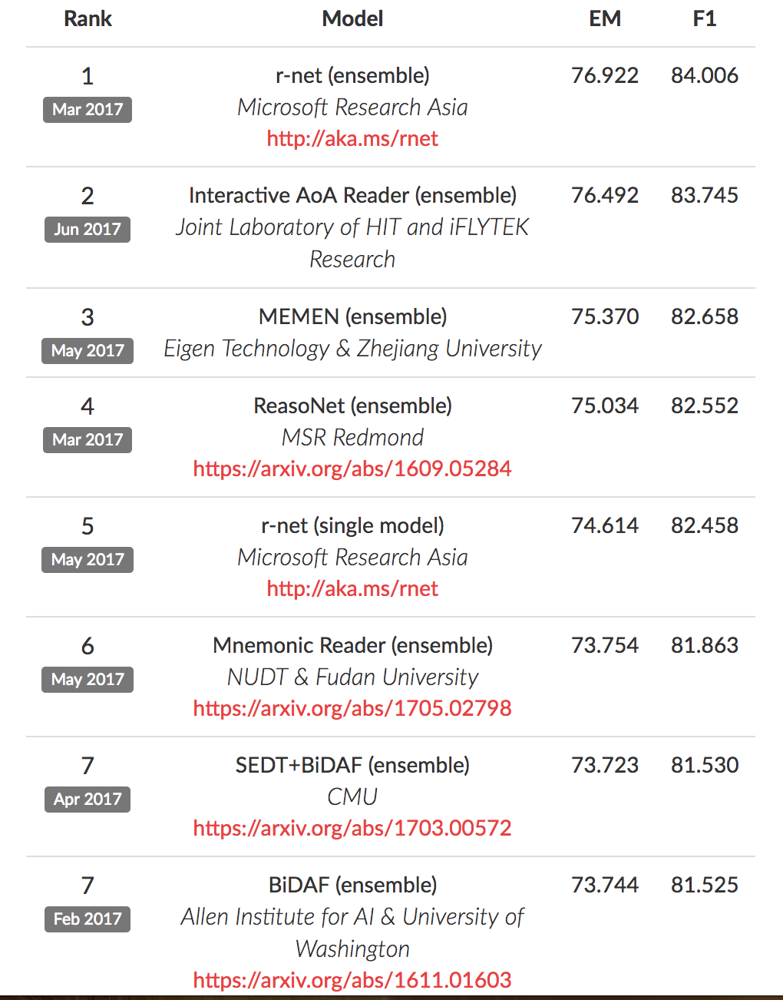 Rank Model EM F1
1 r-net (ensemble) 76.922 84.006
Mar 2017 Microsoft Research Asia
http://aka.ms/rnet
2 Interactive AoA Reader (ensemble) 76.492 83.745
Jun 2017 Joint Laboratory of HIT and iFLYTEK
Research
3 MEMEN (ensemble) 75.370 82.658
May 2017 Eigen Technology & Zhejiang University
4 ReasoNet (ensemble) 75.034 82.552
Mar 2017 MSR Redmond
https://arxiv.org/abs/1609.05284
5 r-net (single model) 74.614 82.458
May 2017 Microsoft Research Asia
http://aka.ms/rnet
6 Mnemonic Reader (ensemble) 73.754 81.863
May 2017 NUDT & Fudan University
https://arxiv.org/abs/1705.02798
7 SEDT+BiDAF (ensemble) 73.723 81.530
Apr 2017 CMU
https://arxiv.org/abs/1703.00572
7 BiDAF (ensemble) 73.744 81.525
Feb 2017 Allen Institute for AI & University of
Washington
https://arxiv.org/abs/1611.01603